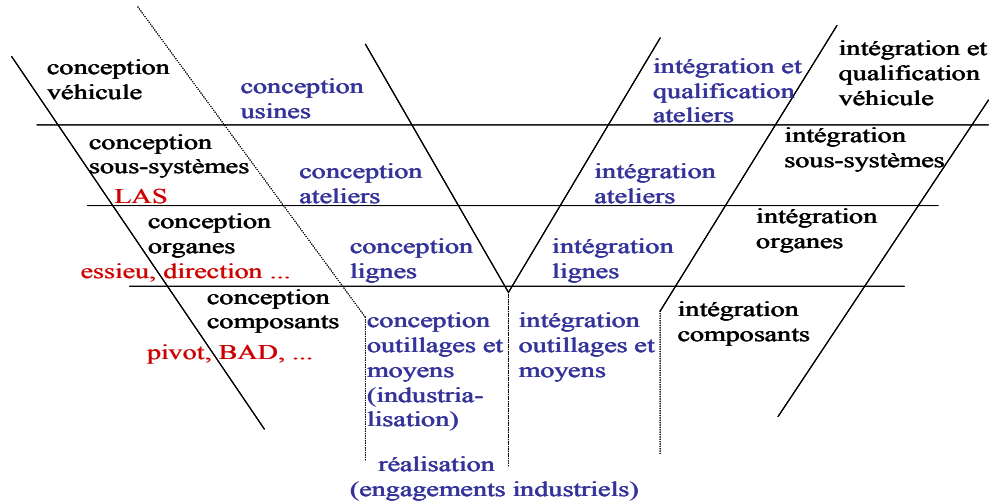 conception
véhicule
conception
usines
intégration et
qualification
ateliers
intégration et
qualification
véhicule
conception
sous-systèmes
LAS
conception
ateliers
intégration
ateliers
intégration
sous-systèmes
conception
organes
essieu, direction ...
conception
lignes
intégration
lignes
intégration
organes
conception
composants
pivot, BAD, ...
conception
outillages et
moyens
(industria-
lisation)
intégration
outillages et
moyens
intégration
composants
réalisation
(engagements industriels)